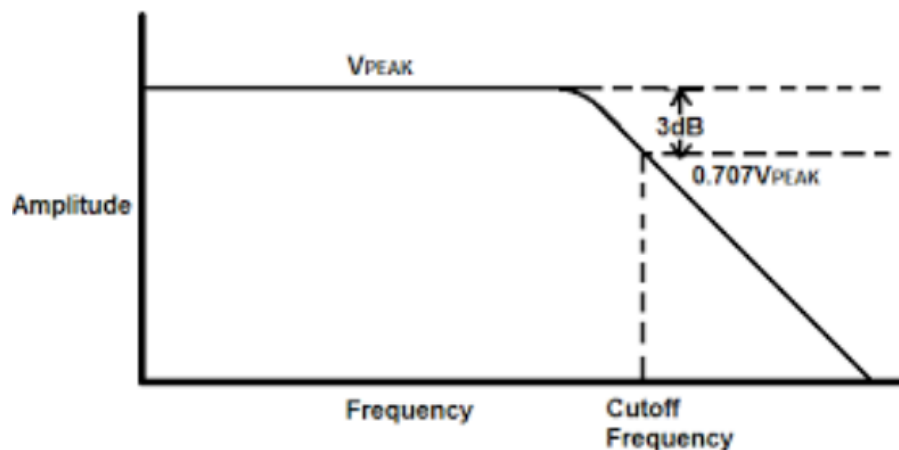 VPEAK
3dB
0.707VPEAK
Amplitude
Frequency
Cutoff
Frequency